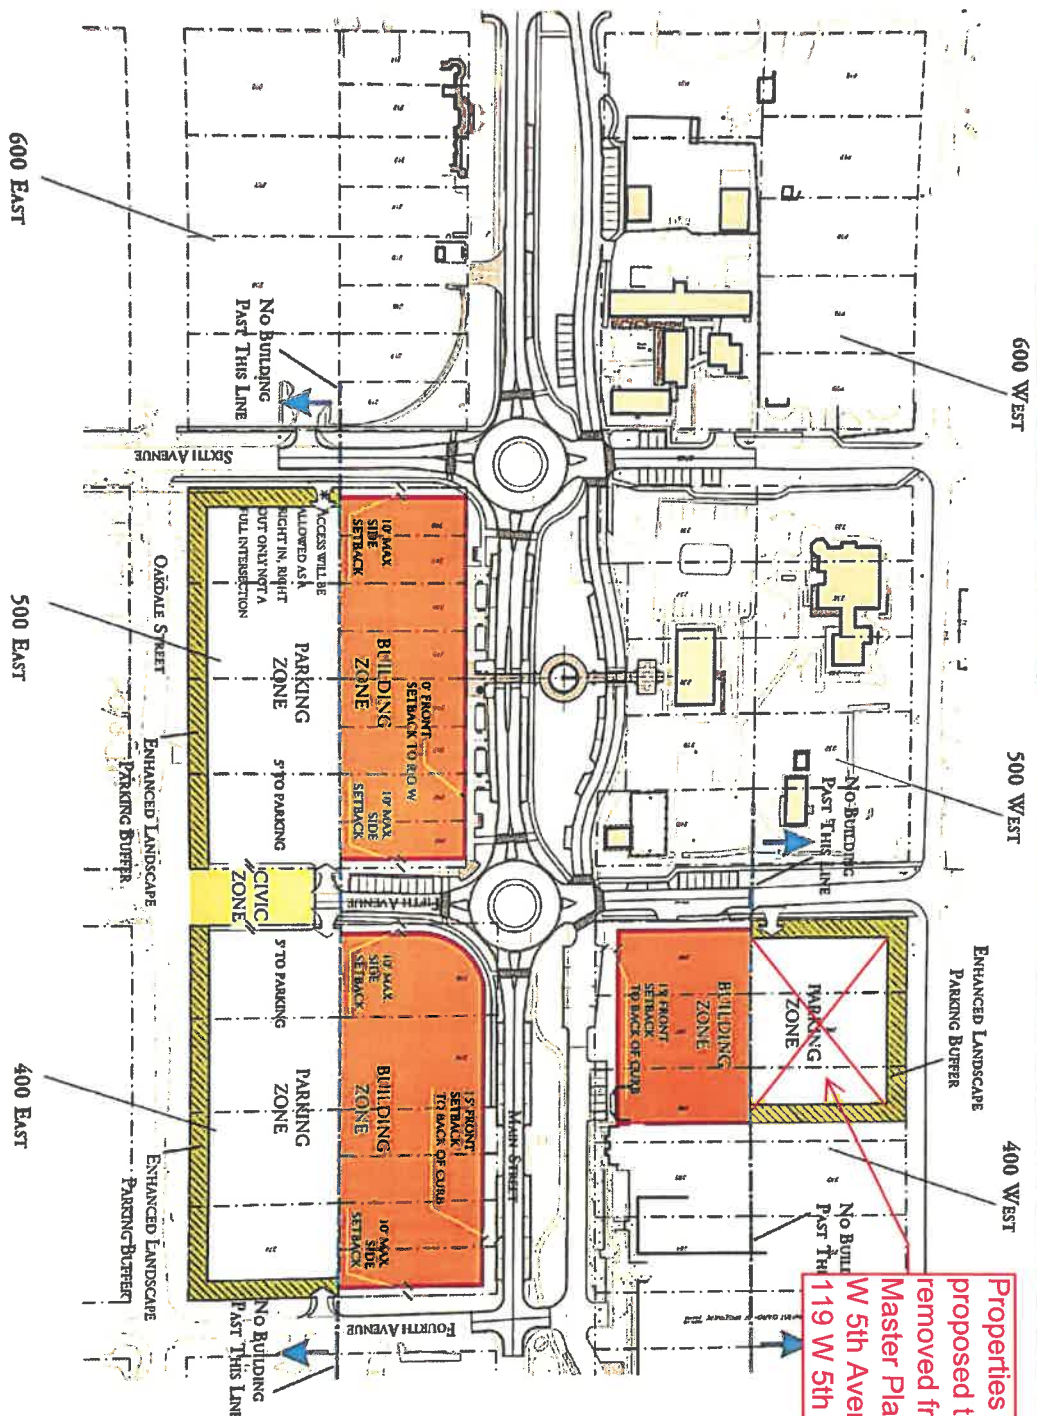 600 WEST
500 WEST
400 WEST
ENHANCED LANDSCAPE
PARKING BUFFER
NO BUILDING
PAST THIS LINE
NO BUILD
PAST THI
PARKING
ZONE
BUILDING
ZONE
15' FRONT
SETBACK
TO BACK OF CURB
Properties
proposed t
removed fr
Master Pla
W 5th Aver
119 W 5th
MAIN STREET
SIXTH AVENUE
FIFTH AVENUE
FOURTH AVENUE
10' MAX
SIDE
SETBACK
BUILDING
ZONE
0' FRONT
SETBACK TO R.O.W.
10' MAX
SIDE
SETBACK
10' MAX
SIDE
SETBACK
BUILDING
ZONE
15' FRONT
SETBACK
TO BACK OF CURB
10' MAX
SIDE
SETBACK
NO BUILDING
PAST THIS LINE
ACCESS WILL BE
ALLOWED AS A
RIGHT IN, RIGHT
OUT ONLY NOT A
FULL INTERSECTION
PARKING
ZONE
5' TO PARKING
CIVIC
ZONE
5' TO PARKING
PARKING
ZONE
NO BUILDING
PAST THIS LINE
OAKDALE STREET
ENHANCED LANDSCAPE
PARKING BUFFER
ENHANCED LANDSCAPE
PARKING BUFFER
600 EAST
500 EAST
400 EAST